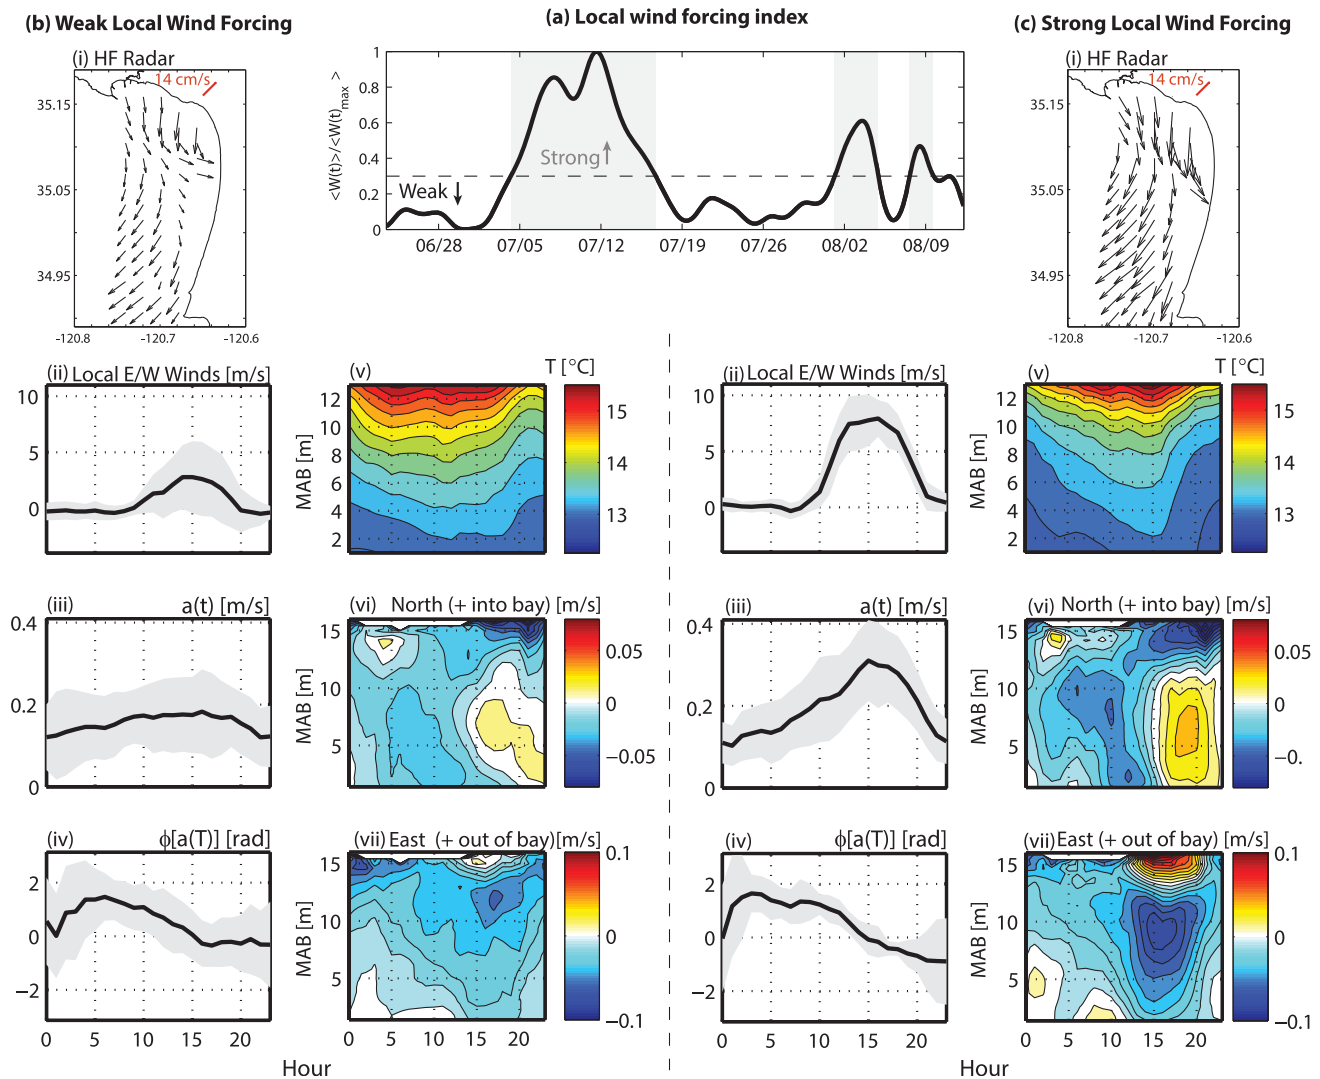 (b) Weak Local Wind Forcing
(a) Local wind forcing index
(c) Strong Local Wind Forcing
(i) HF Radar
14 cm/s
35.15
35.05
34.95
-120.8
-120.7
-120.6
<W(t)>/<W(t)max>
1
0.8
0.6
0.4
0.2
0
Strong
Weak
06/28
07/05
07/12
07/19
07/26
08/02
08/09
(i) HF Radar
14 cm/s
35.15
35.05
34.95
-120.8
-120.7
-120.6
(ii) Local E/W Winds [m/s]
10
5
0
(v)
T [°C]
MAB [m]
12
10
8
6
4
2
15
14
13
(ii) Local E/W Winds [m/s]
10
5
0
(v)
T [°C]
MAB [m]
12
10
8
6
4
2
15
14
13
(iii) a(t) [m/s]
0.4
0.2
0
(vi) North (+ into bay) [m/s]
MAB [m]
15
10
5
0.05
0
−0.05
(iii) a(t) [m/s]
0.4
0.2
0
(vi) North (+ into bay) [m/s]
MAB [m]
15
10
5
0.05
0
−0.
(iv) ϕ[a(T)] [rad]
2
0
−2
0 5 10 15 20
(vii) East (+ out of bay)[m/s]
MAB [m]
15
10
5
0.1
0
−0.1
0 5 10 15 20
Hour
(iv) ϕ[a(T)] [rad]
2
0
−2
0 5 10 15 20
(vii) East (+ out of bay) [m/s]
MAB [m]
15
10
5
0.1
0
−0.1
0 5 10 15 20
Hour